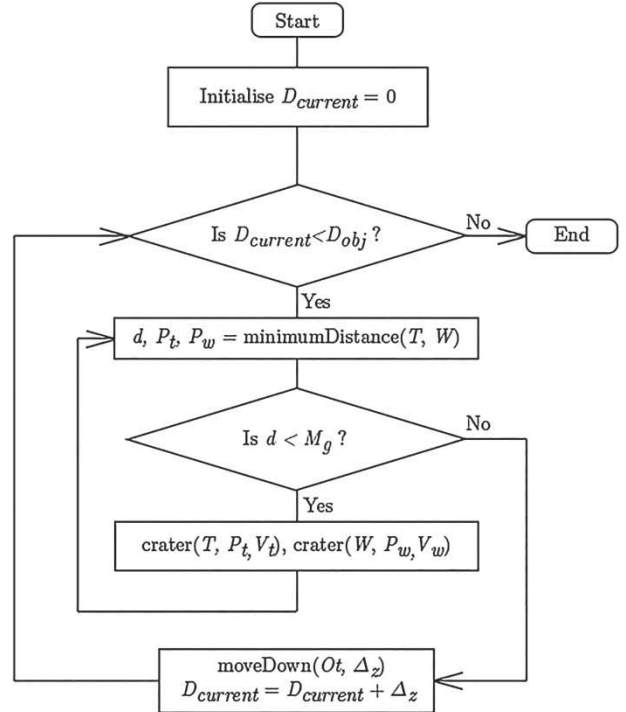 Start
Initialise D_current = 0
Is D_current<D_obj ?
No
End
Yes
d, P_t, P_w = minimumDistance(T, W)
Is d < M_g ?
No
Yes
crater(T, P_t, V_t), crater(W, P_w, V_w)
moveDown(Ot, Δ_z)
D_current = D_current + Δ_z